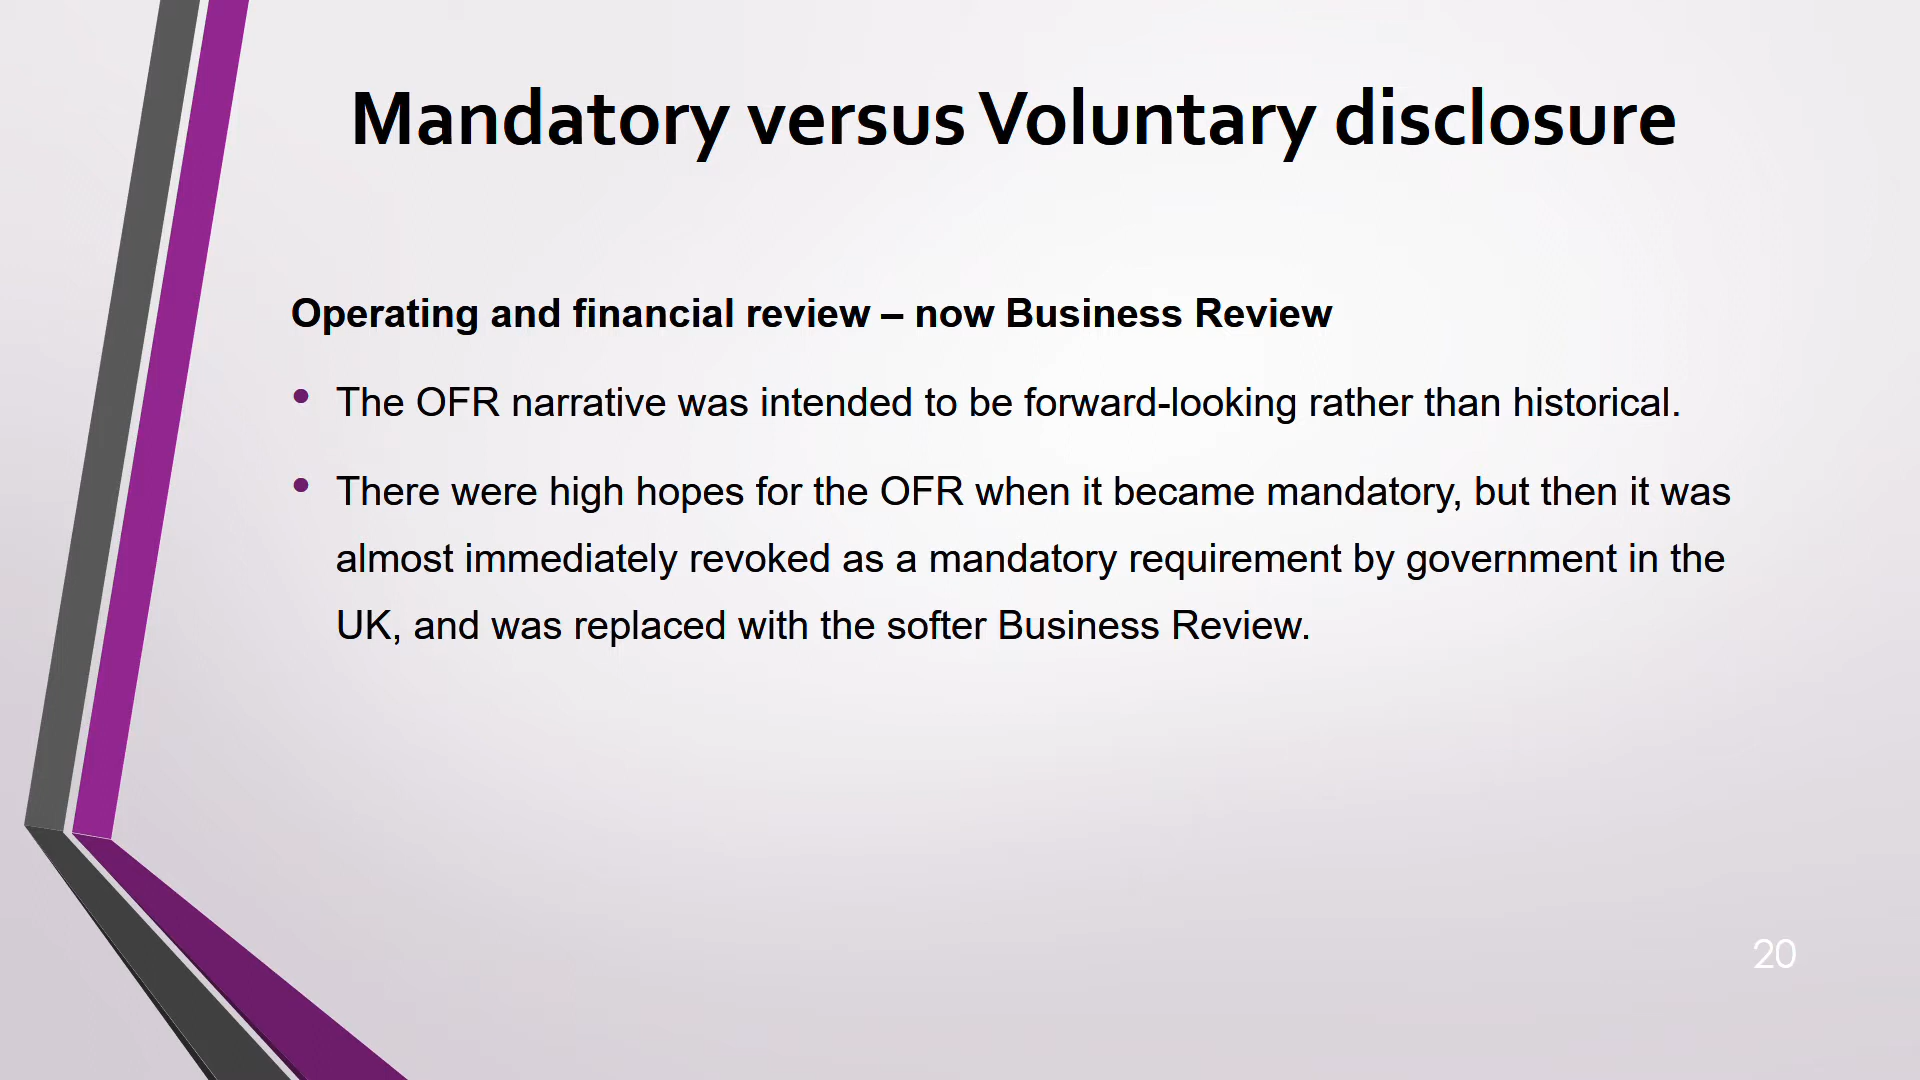 Mandatory versus Voluntary disclosure
Operating and financial review – now Business Review
• The OFR narrative was intended to be forward-looking rather than historical.
• There were high hopes for the OFR when it became mandatory, but then it was
almost immediately revoked as a mandatory requirement by government in the
UK, and was replaced with the softer Business Review.
20